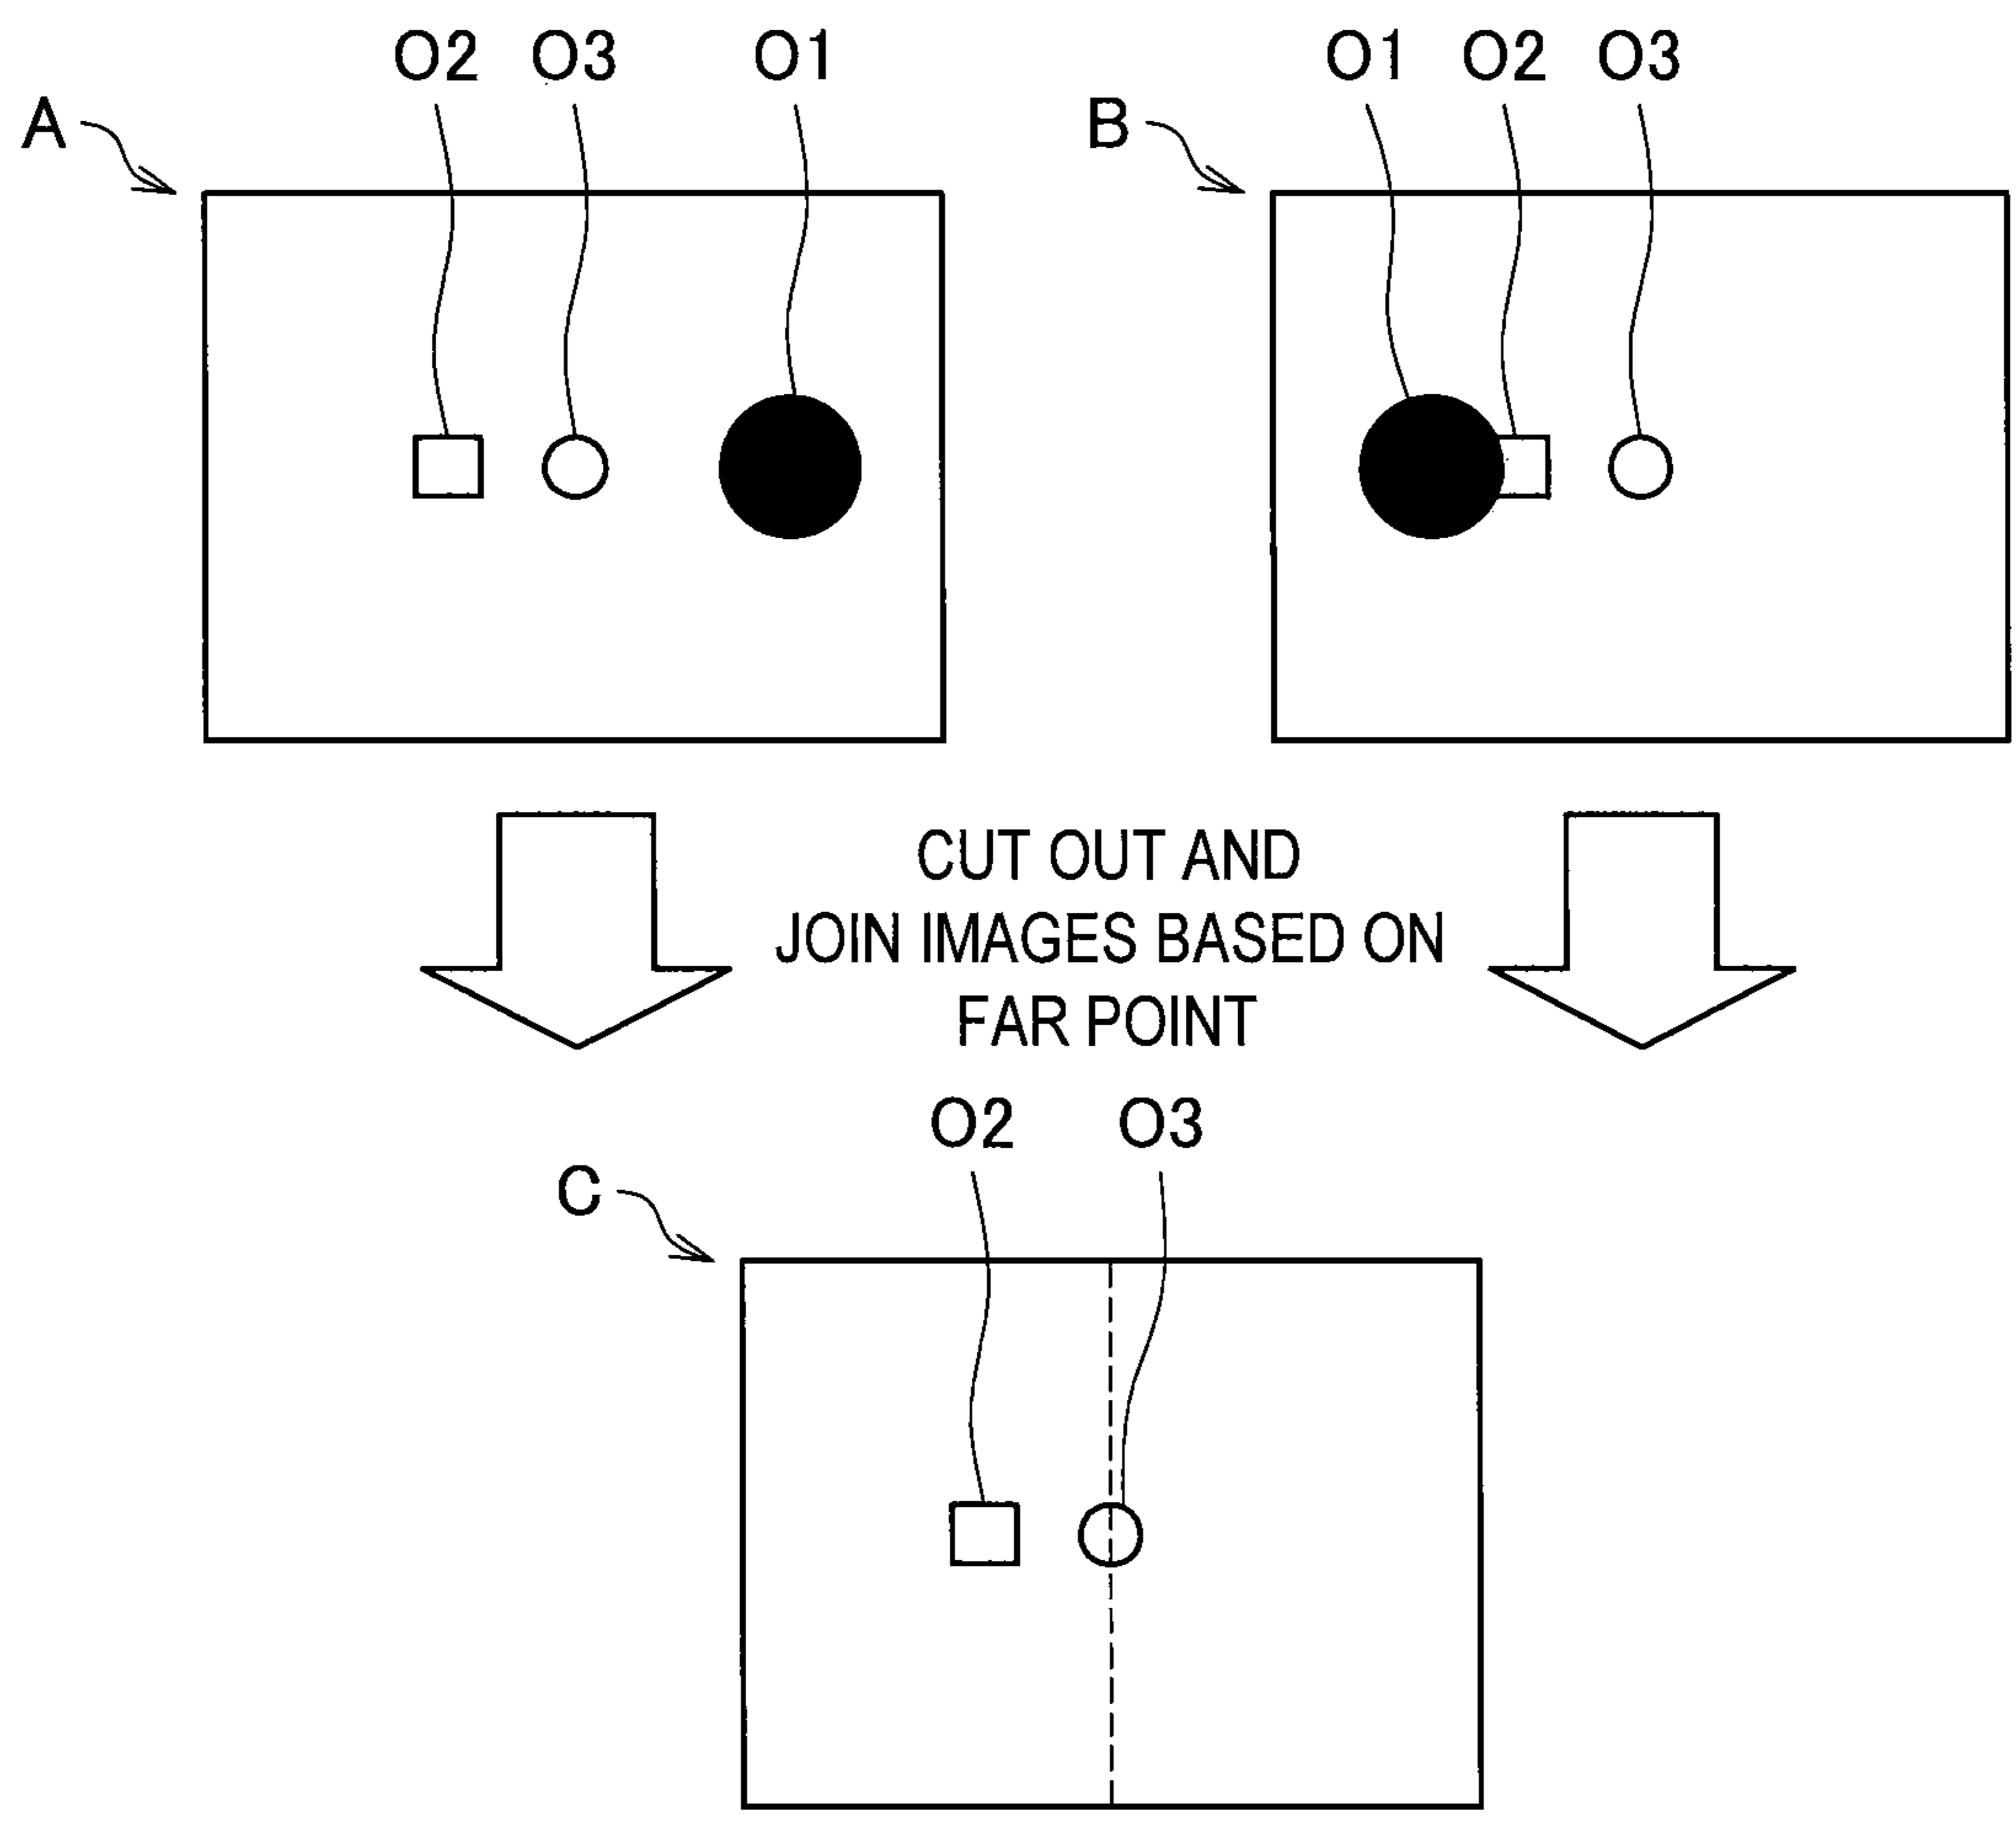 O2 O3 O1
A
O1 O2 O3
B
CUT OUT AND
JOIN IMAGES BASED ON
FAR POINT
O2 O3
C